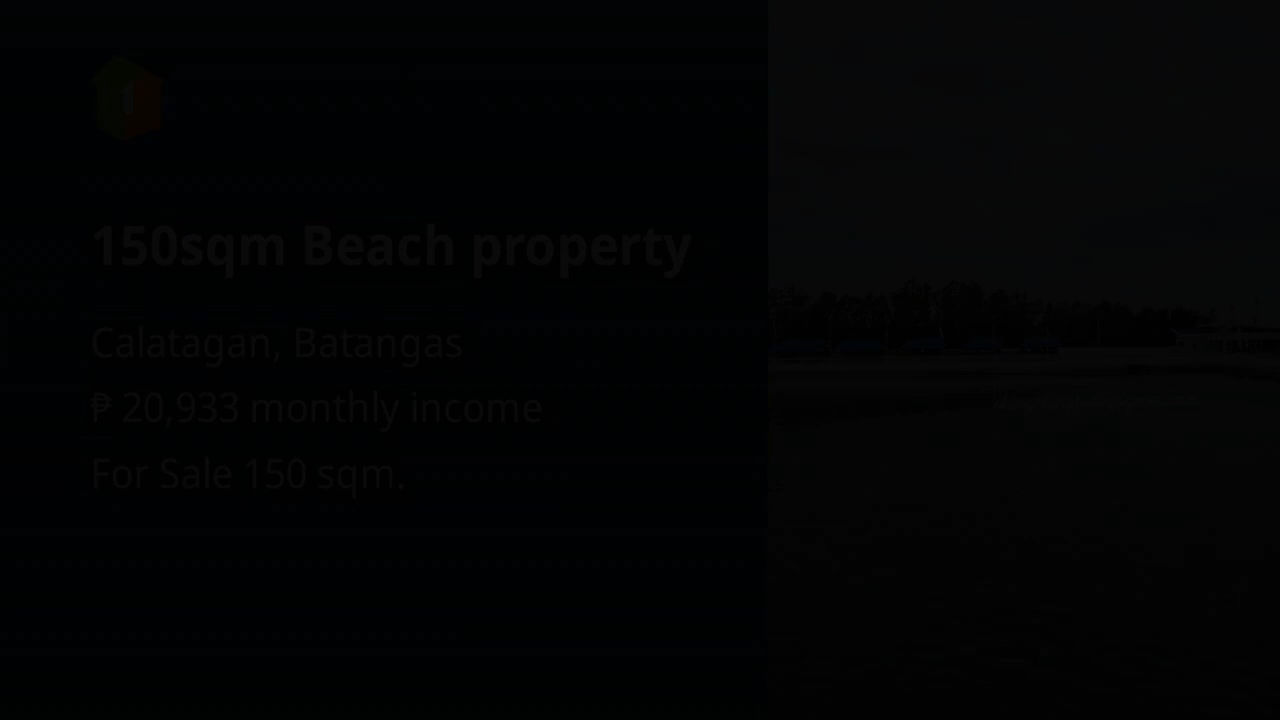 150sqm Beach property
Calatagan, Batangas
₱ 20,933 monthly income
For Sale 150 sqm.